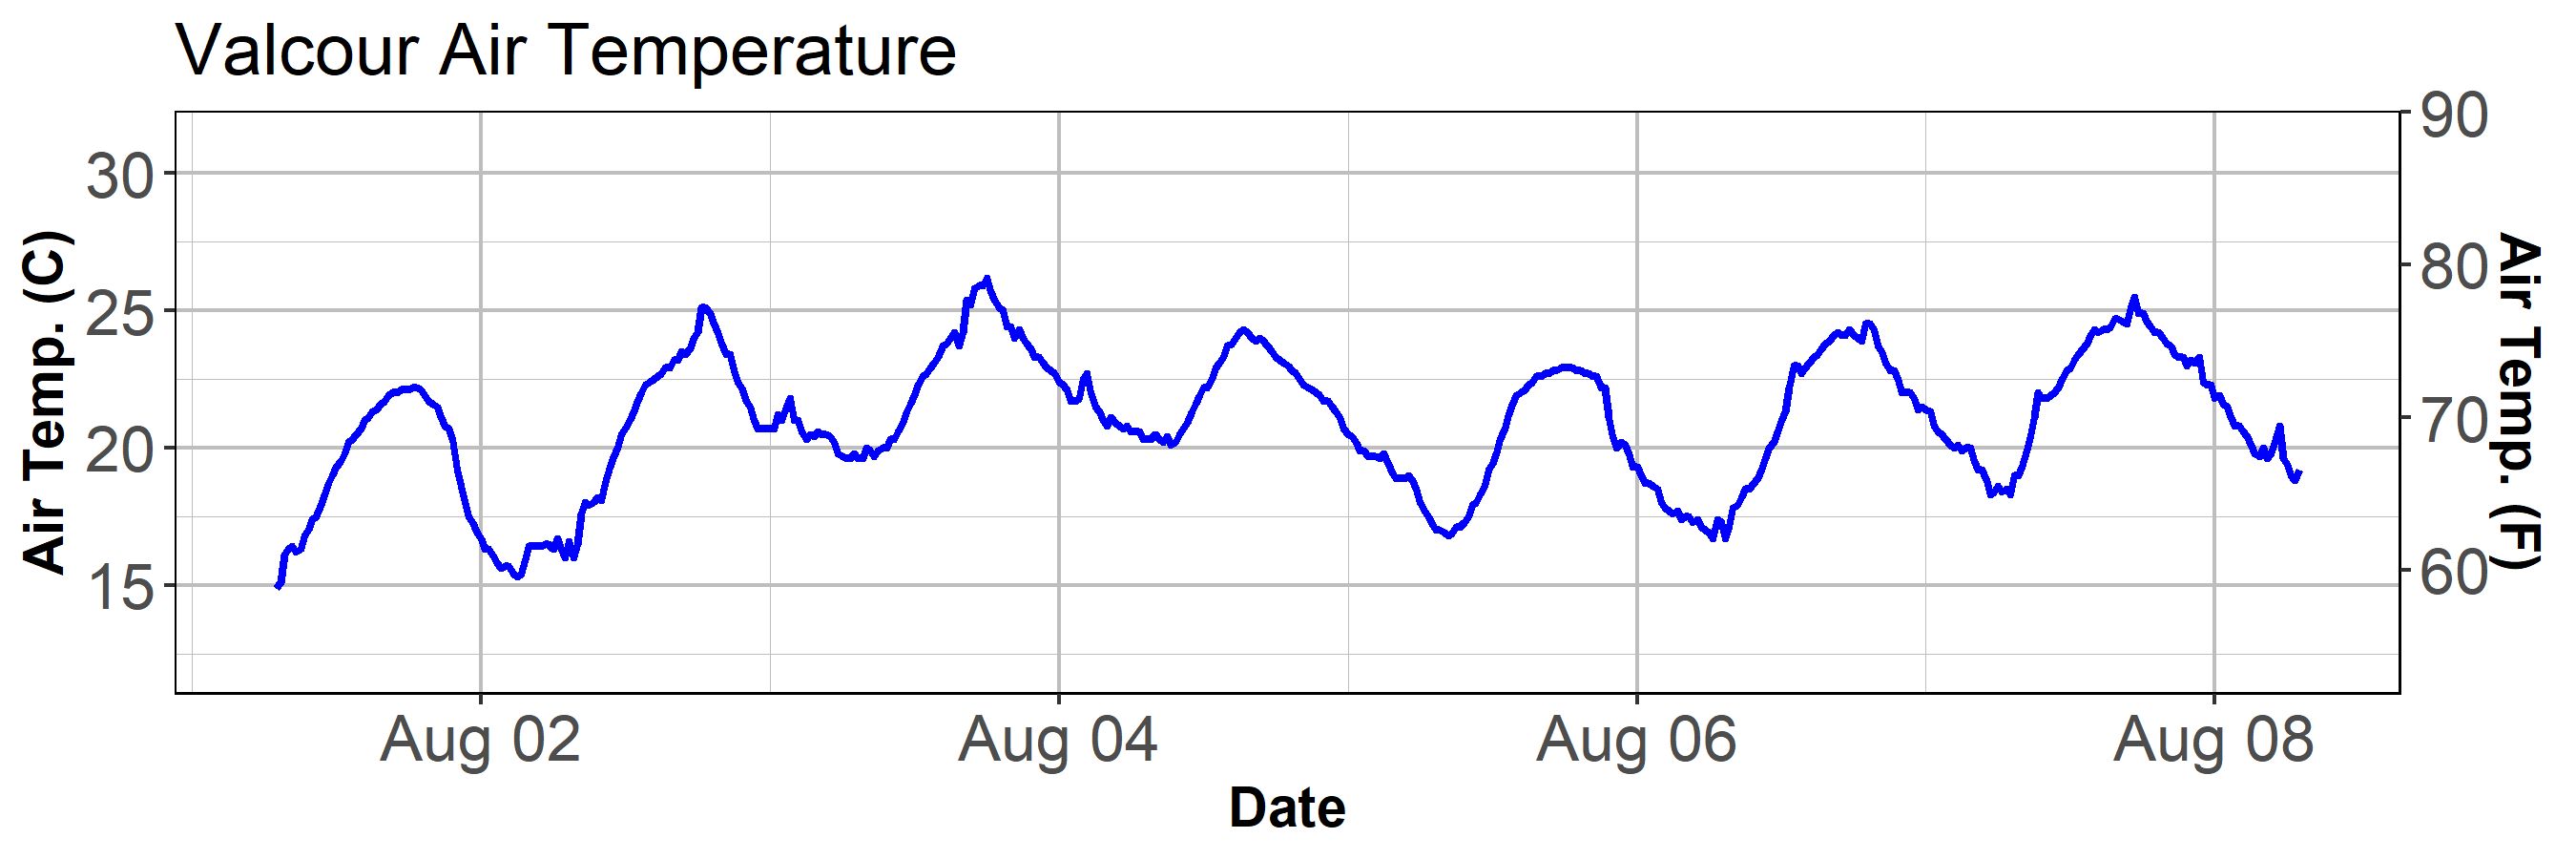 Valcour Air Temperature
90
30
80
25
70
20
60
15
Air Temp. (C)
Air Temp. (F)
Aug 02
Aug 04
Aug 06
Aug 08
Date